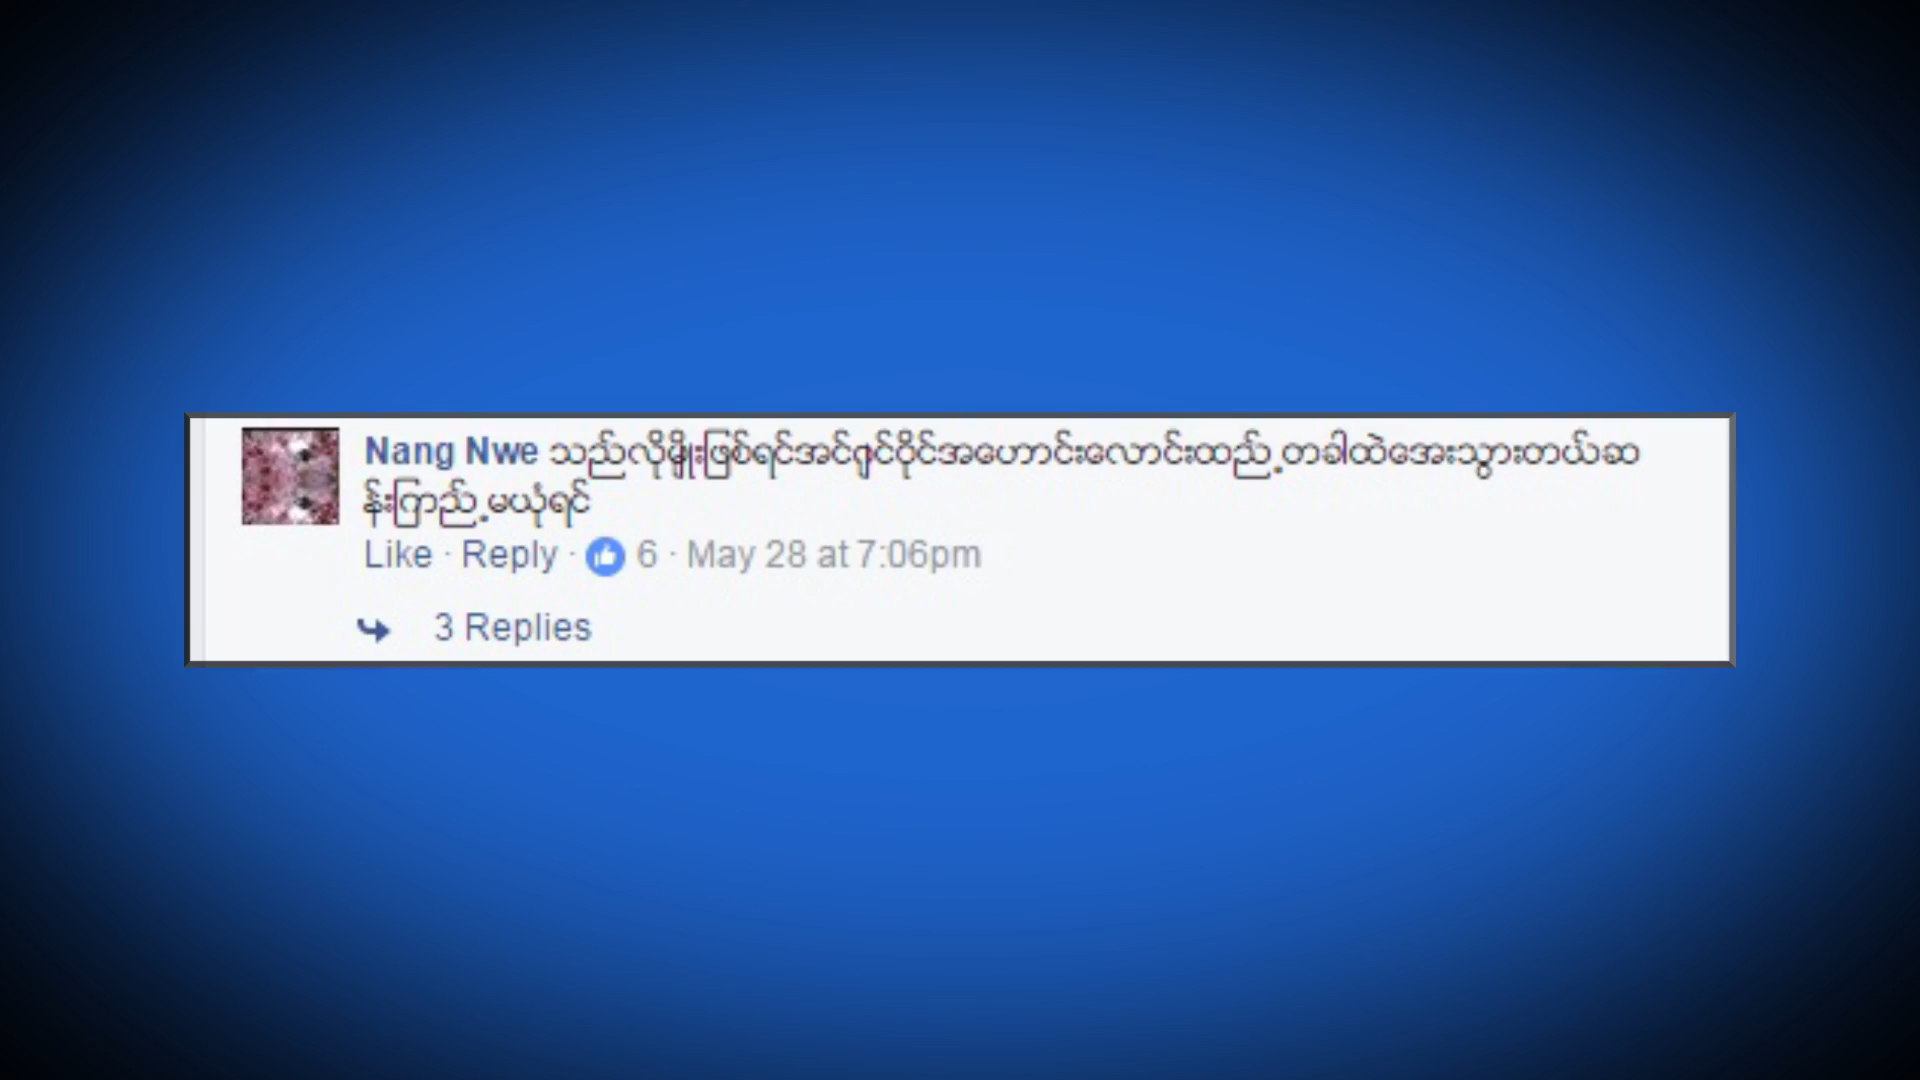 Nang Nwe သည်လိုမျိုးဖြစ်ရင်အင်ဂျင်ဝိုင်အဟောင်းလောင်းထည့်တခါထဲအေးသွားတယ်ဆ
န်းကြည့်မယုံရင်
Like · Reply · 6 · May 28 at 7:06pm
3 Replies